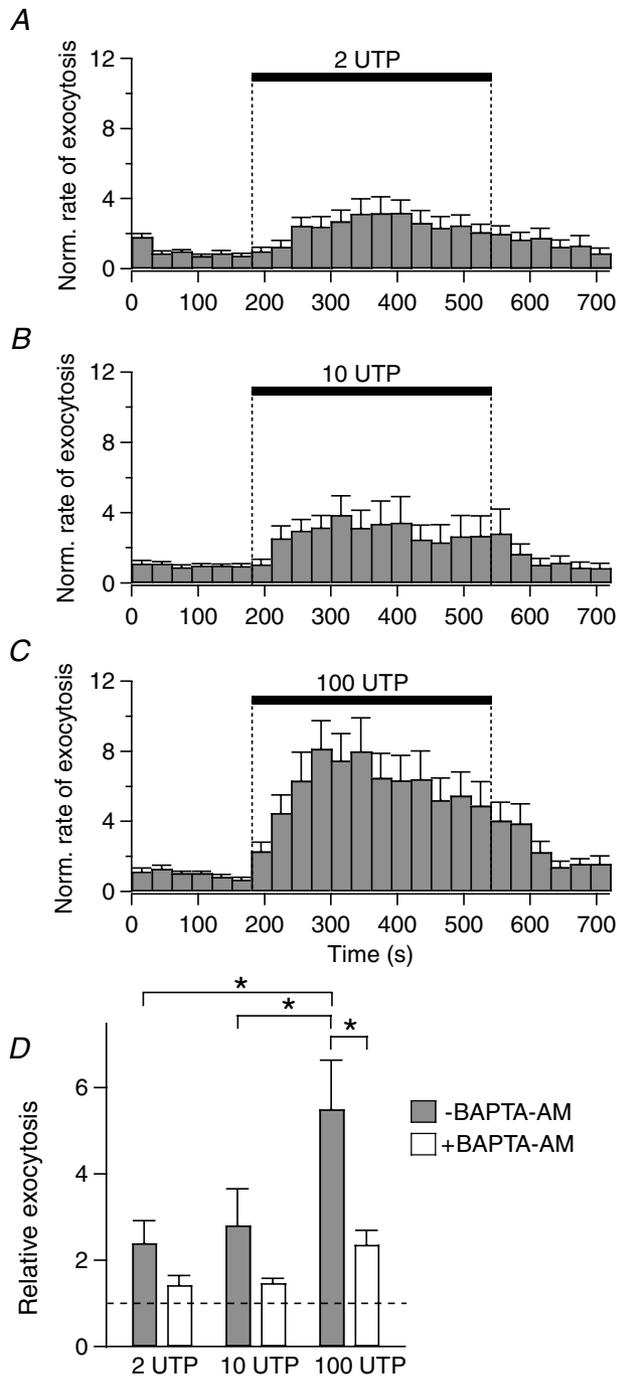 A
Norm. rate of exocytosis
12
8
4
0
2 UTP
0 100 200 300 400 500 600 700
B
Norm. rate of exocytosis
12
8
4
0
10 UTP
0 100 200 300 400 500 600 700
C
Norm. rate of exocytosis
12
8
4
0
100 UTP
0 100 200 300 400 500 600 700
Time (s)
D
Relative exocytosis
6
4
2
0
*
*
*
-BAPTA-AM
+BAPTA-AM
2 UTP 10 UTP 100 UTP